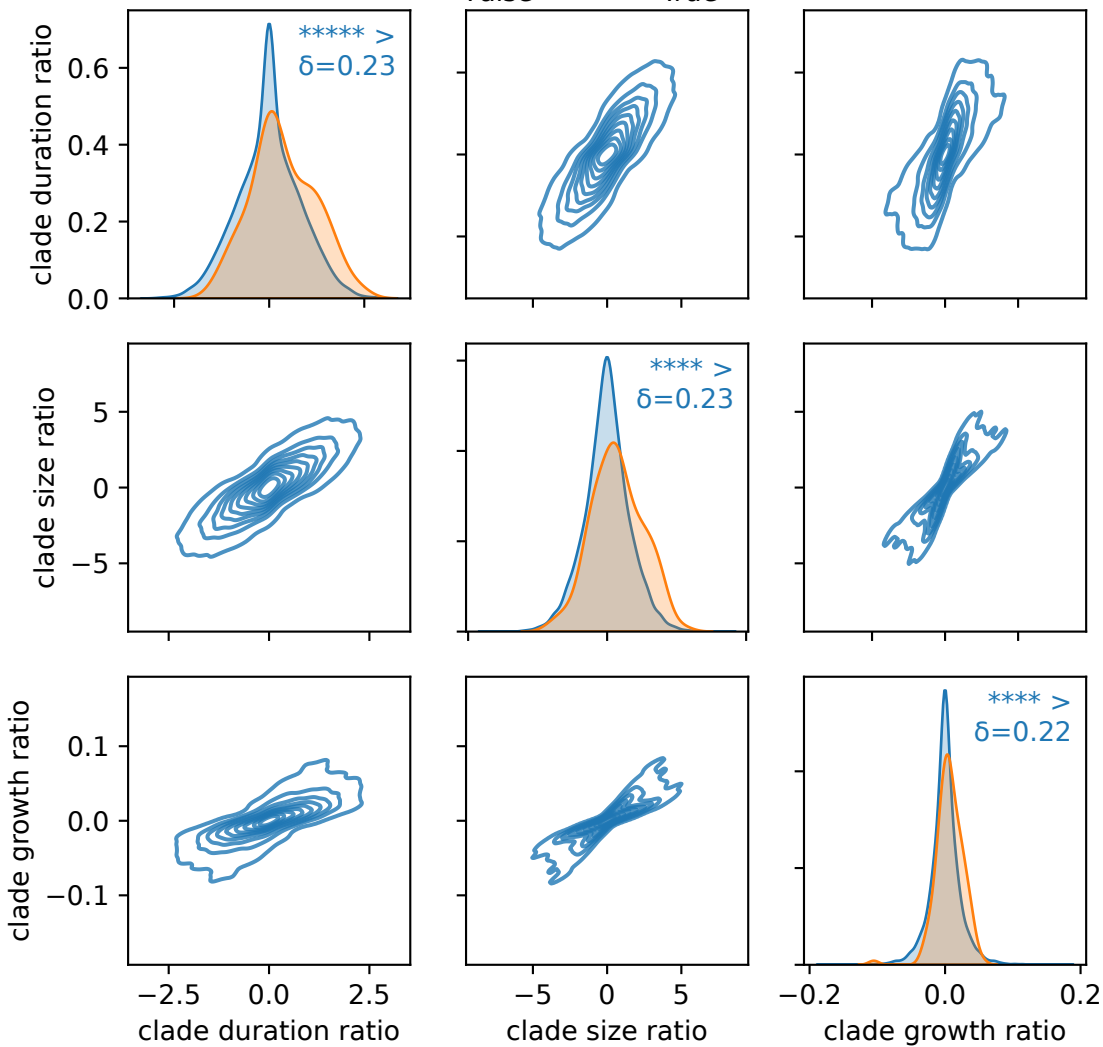 ***** >
δ=0.23
clade duration ratio
0.6
0.4
0.2
0.0
**** >
δ=0.23
clade size ratio
5
0
−5
**** >
δ=0.22
clade growth ratio
0.1
0.0
−0.1
−2.5 0.0 2.5
−5 0 5
−0.2 0.0 0.2
clade duration ratio
clade size ratio
clade growth ratio